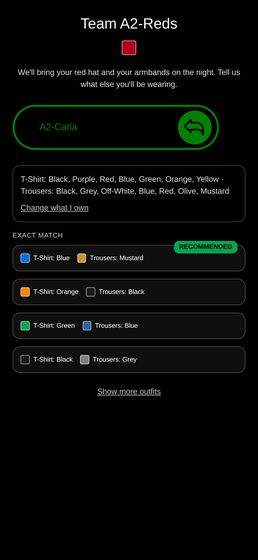 Team A2-Reds
We'll bring your red hat and your armbands on the night. Tell us
what else you'll be wearing.
A2-Carla
T-Shirt: Black, Purple, Red, Blue, Green, Orange, Yellow ·
Trousers: Black, Grey, Off-White, Blue, Red, Olive, Mustard
Change what I own
EXACT MATCH
RECOMMENDED
T-Shirt: Blue Trousers: Mustard
T-Shirt: Orange Trousers: Black
T-Shirt: Green Trousers: Blue
T-Shirt: Black Trousers: Grey
Show more outfits